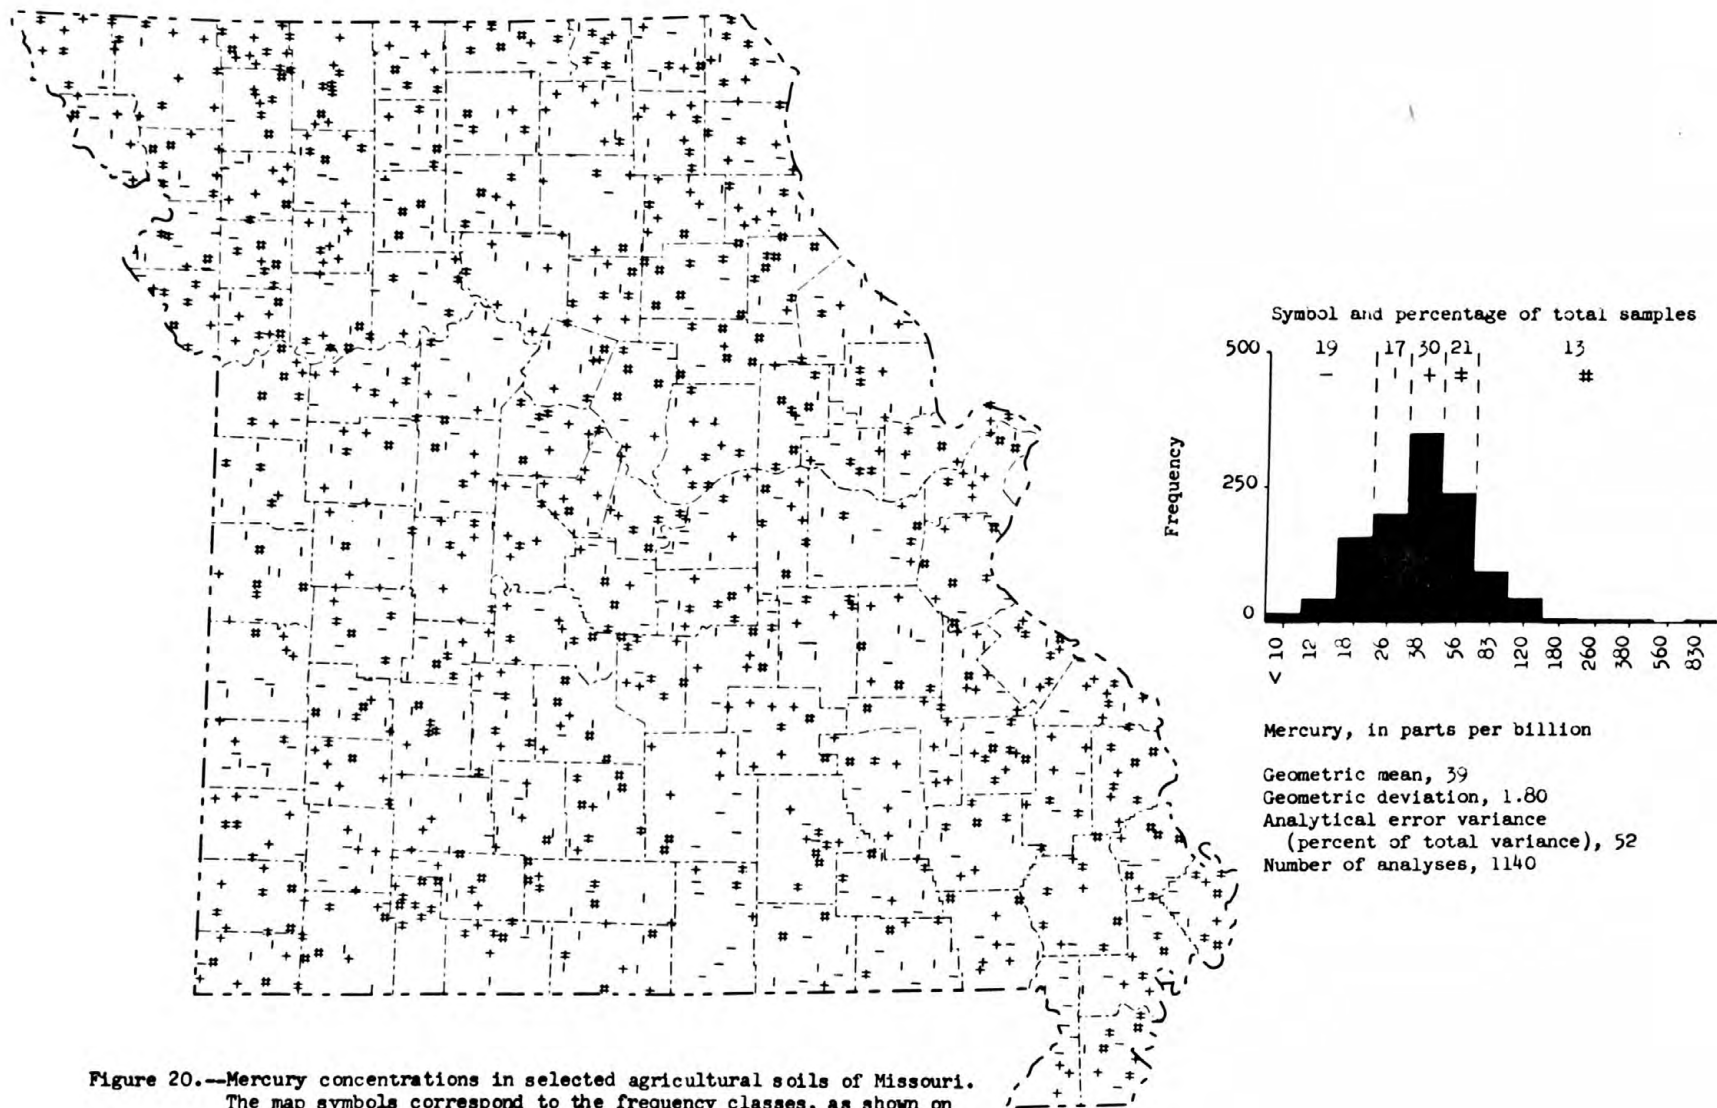 Symbol and percentage of total samples
500
19 17 30 21 13
− ı + ‡ #
Frequency
250
0
< 10 12 18 26 38 56 83 120 180 260 380 560 830
Mercury, in parts per billion
Geometric mean, 39
Geometric deviation, 1.80
Analytical error variance
(percent of total variance), 52
Number of analyses, 1140
Figure 20.--Mercury concentrations in selected agricultural soils of Missouri.
The map symbols correspond to the frequency classes, as shown on